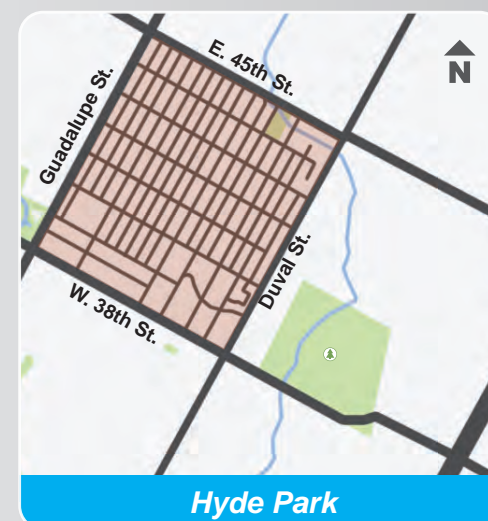 E. 45th St.
N
Guadalupe St.
Duval St.
W. 38th St.
Hyde Park